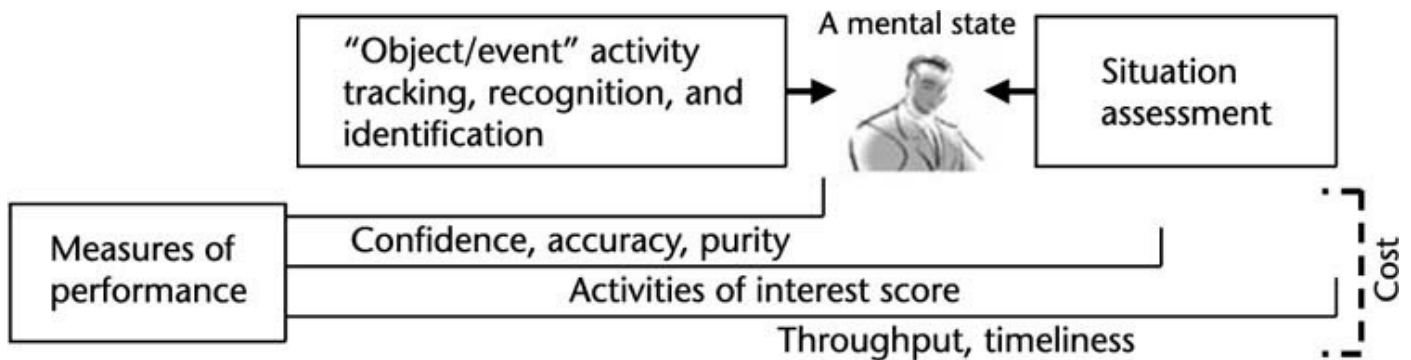 “Object/event” activity
tracking, recognition, and
identification
A mental state
Situation
assessment
Measures of
performance
Confidence, accuracy, purity
Activities of interest score
Throughput, timeliness
Cost